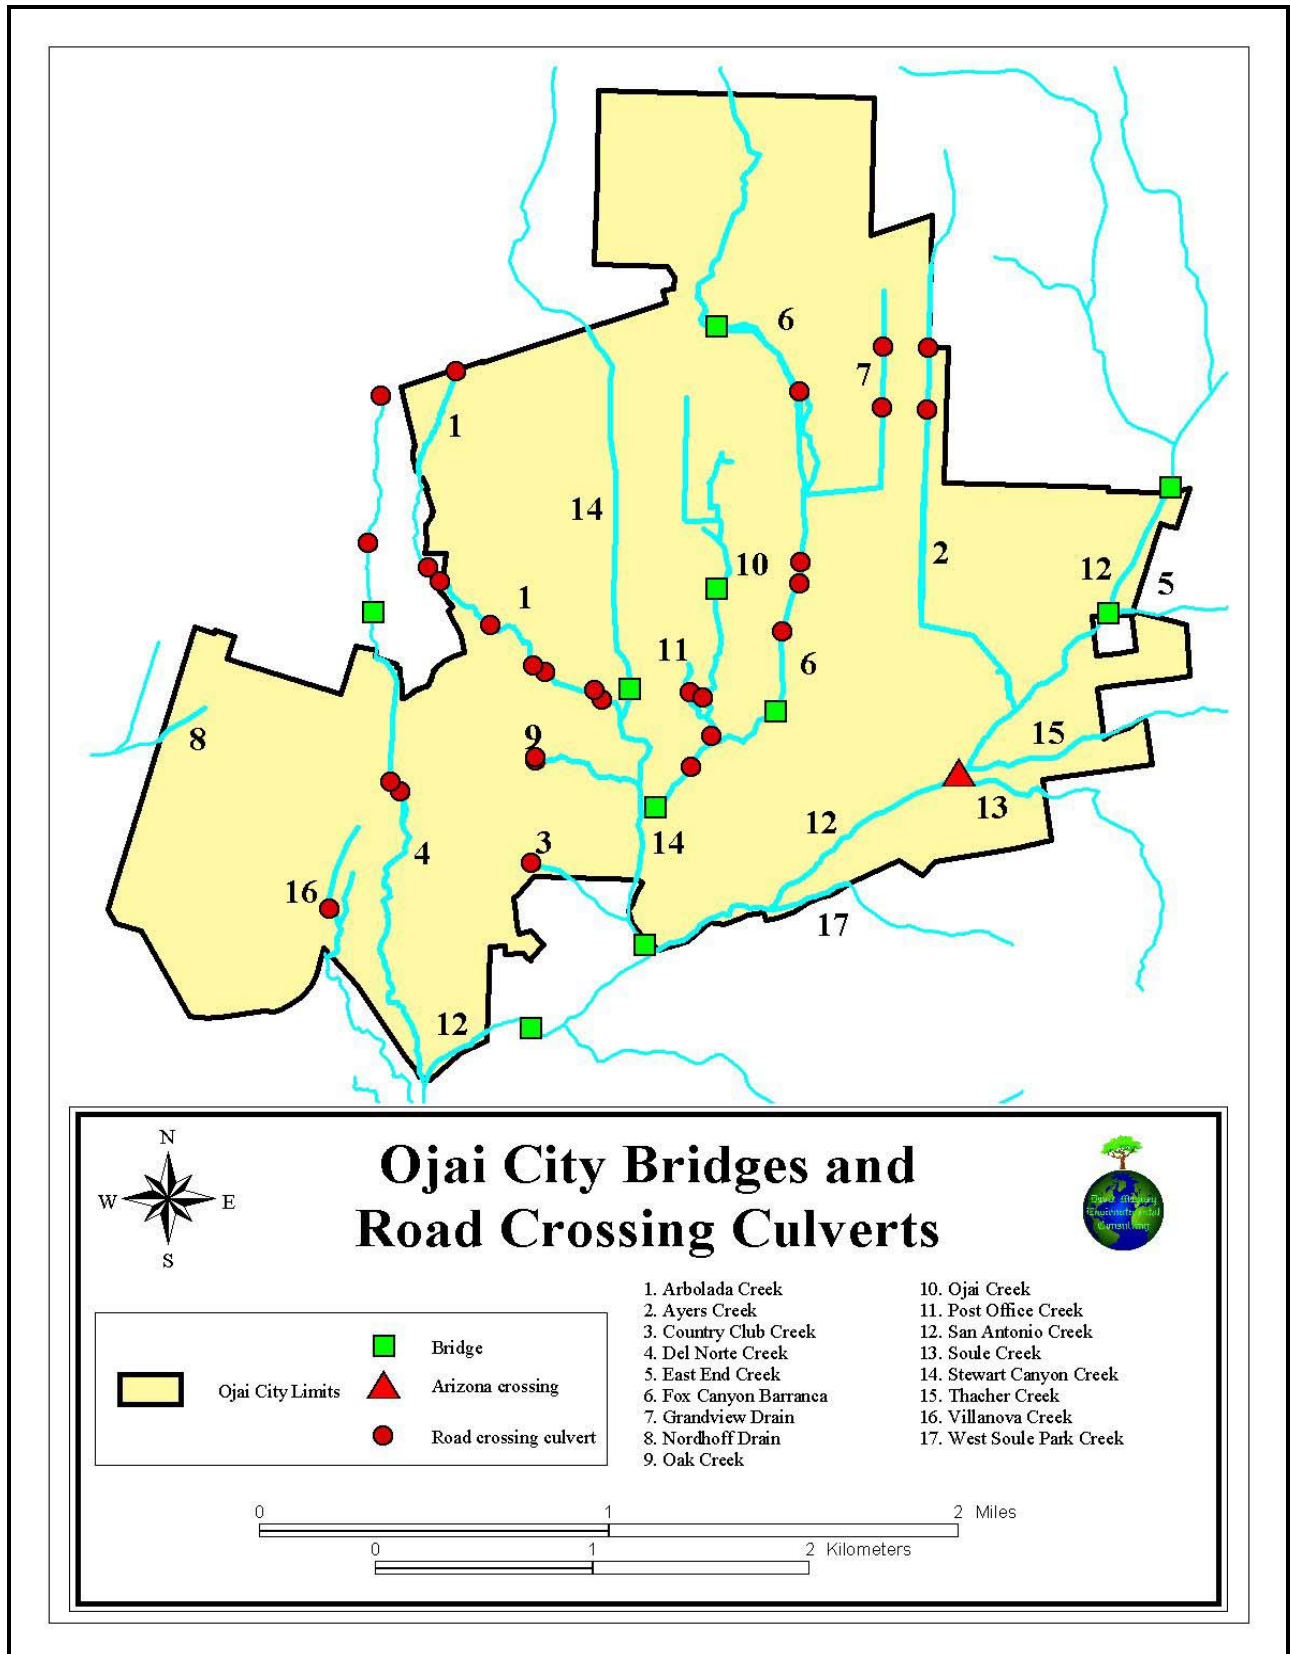 6
7
1
14
2
10
12
5
1
11
6
9
8
15
13
12
3
14
4
16
17
12
N
W E
S
Ojai City Bridges and
Road Crossing Culverts
David Magney
Environmental
Consulting
Ojai City Limits
Bridge
Arizona crossing
Road crossing culvert
1. Arbolada Creek
2. Ayers Creek
3. Country Club Creek
4. Del Norte Creek
5. East End Creek
6. Fox Canyon Barranca
7. Grandview Drain
8. Nordhoff Drain
9. Oak Creek
10. Ojai Creek
11. Post Office Creek
12. San Antonio Creek
13. Soule Creek
14. Stewart Canyon Creek
15. Thacher Creek
16. Villanova Creek
17. West Soule Park Creek
0 1 2 Miles
0 1 2 Kilometers